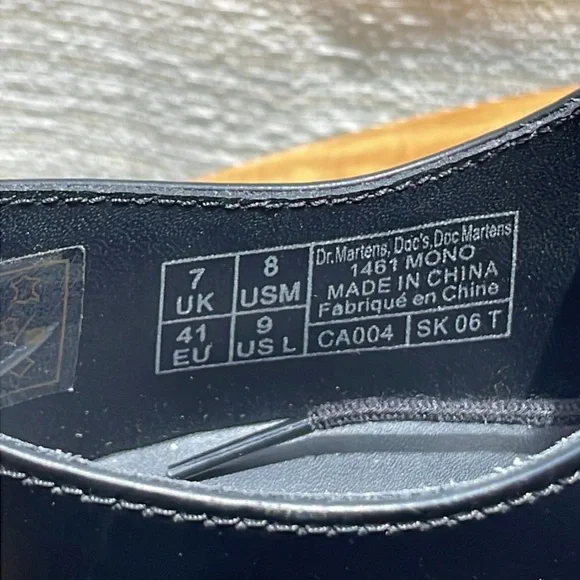 7
UK
8
USM
41
EU
9
US L
Dr.Martens, Doc's, Doc Martens
1461 MONO
MADE IN CHINA
Fabriqué en Chine
CA004
SK 06 T